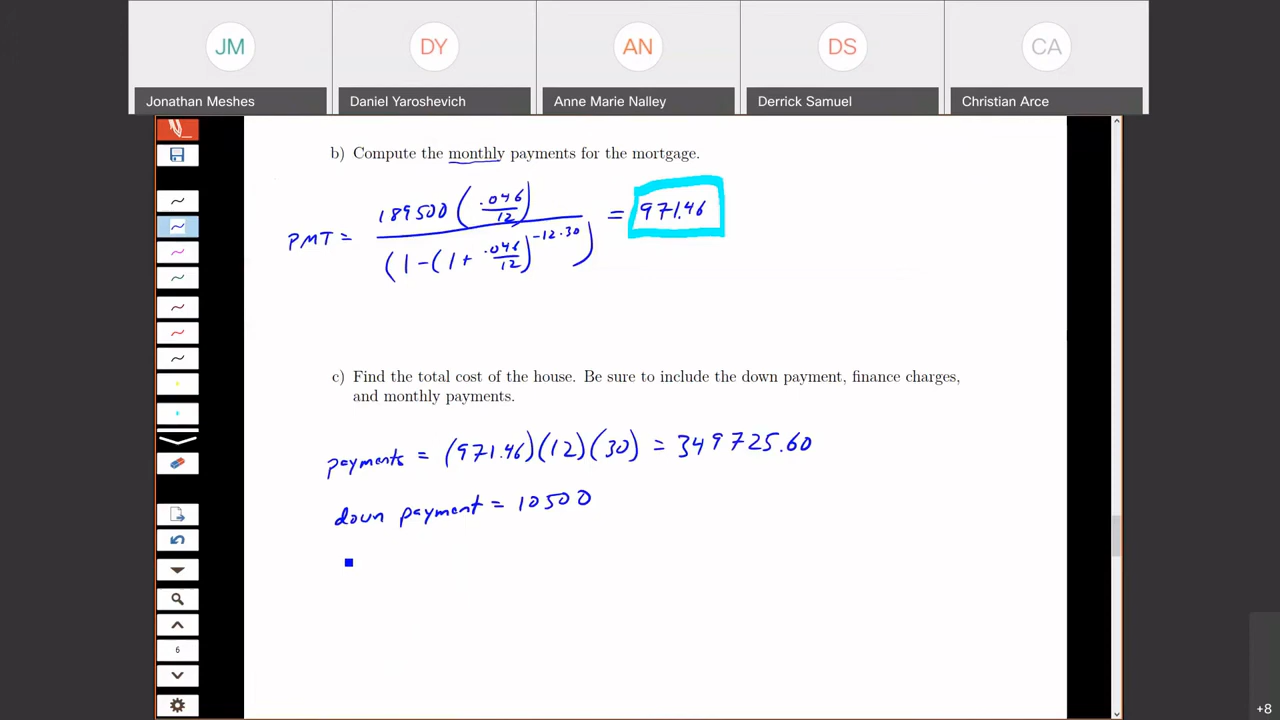 JM DY AN DS CA
Jonathan Meshes Daniel Yaroshevich Anne Marie Nalley Derrick Samuel Christian Arce
b) Compute the monthly payments for the mortgage.
PMT = 189500 (.046/12) / (1-(1+ .046/12)^-12·30) = 971.46
c) Find the total cost of the house. Be sure to include the down payment, finance charges,
and monthly payments.
payments = (971.46)(12)(30) = 349725.60
down payment = 10500
6
+8